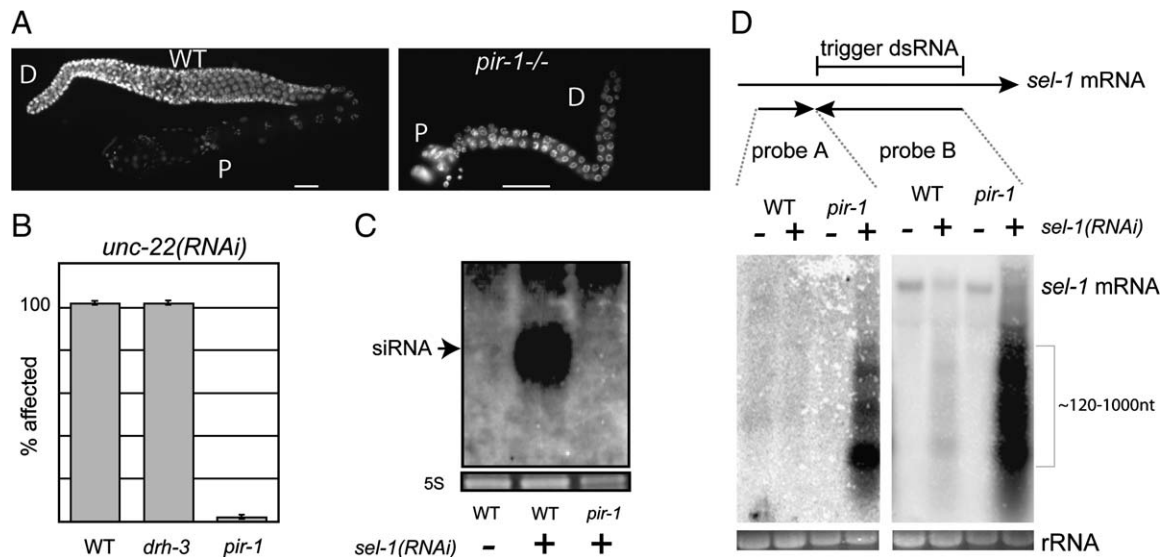 A
WT
D
P
pir-1-/-
D
P
B
unc-22(RNAi)
100
% affected
WT drh-3 pir-1
C
siRNA
5S
WT WT pir-1
sel-1(RNAi) - + +
D
trigger dsRNA
sel-1 mRNA
probe A probe B
WT pir-1 WT pir-1
- + - + - + - + sel-1(RNAi)
sel-1 mRNA
~120-1000nt
rRNA